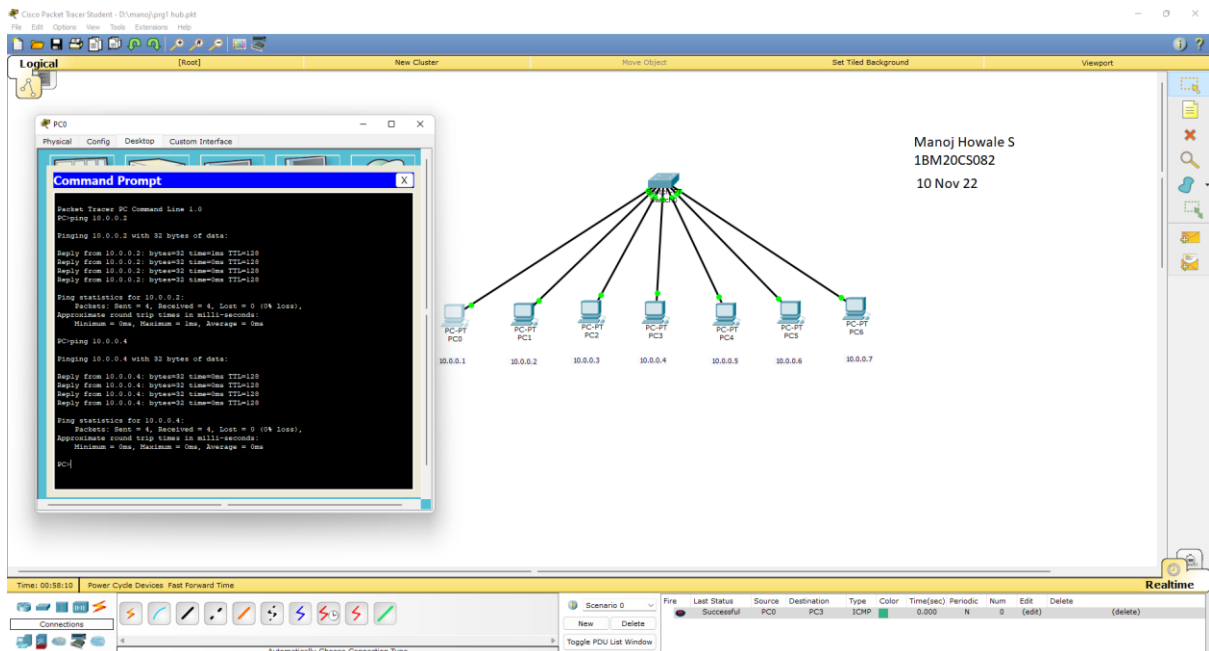 Cisco Packet Tracer Student - D:\manoj\prg1 hub.pkt
File Edit Options View Tools Extensions Help
Logical [Root] New Cluster Move Object Set Tiled Background Viewport
PC0
Physical Config Desktop Custom Interface
Command Prompt X
Packet Tracer PC Command Line 1.0
PC>ping 10.0.0.2
Pinging 10.0.0.2 with 32 bytes of data:
Reply from 10.0.0.2: bytes=32 time=1ms TTL=128
Reply from 10.0.0.2: bytes=32 time=0ms TTL=128
Reply from 10.0.0.2: bytes=32 time=0ms TTL=128
Reply from 10.0.0.2: bytes=32 time=0ms TTL=128
Ping statistics for 10.0.0.2:
Packets: Sent = 4, Received = 4, Lost = 0 (0% loss),
Approximate round trip times in milli-seconds:
Minimum = 0ms, Maximum = 1ms, Average = 0ms
PC>ping 10.0.0.4
Pinging 10.0.0.4 with 32 bytes of data:
Reply from 10.0.0.4: bytes=32 time=0ms TTL=128
Reply from 10.0.0.4: bytes=32 time=0ms TTL=128
Reply from 10.0.0.4: bytes=32 time=0ms TTL=128
Reply from 10.0.0.4: bytes=32 time=0ms TTL=128
Ping statistics for 10.0.0.4:
Packets: Sent = 4, Received = 4, Lost = 0 (0% loss),
Approximate round trip times in milli-seconds:
Minimum = 0ms, Maximum = 0ms, Average = 0ms
PC>
Manoj Howale S
1BM20CS082
10 Nov 22
PC-PT PC-PT PC-PT PC-PT PC-PT PC-PT PC-PT
PC0 PC1 PC2 PC3 PC4 PC5 PC6
10.0.0.1 10.0.0.2 10.0.0.3 10.0.0.4 10.0.0.5 10.0.0.6 10.0.0.7
Time: 00:58:10 Power Cycle Devices Fast Forward Time Realtime
Connections
Automatically Choose Connection Type
Scenario 0
New Delete
Toggle PDU List Window
Fire Last Status Source Destination Type Color Time(sec) Periodic Num Edit Delete
Successful PC0 PC3 ICMP 0.000 N 0 (edit) (delete)